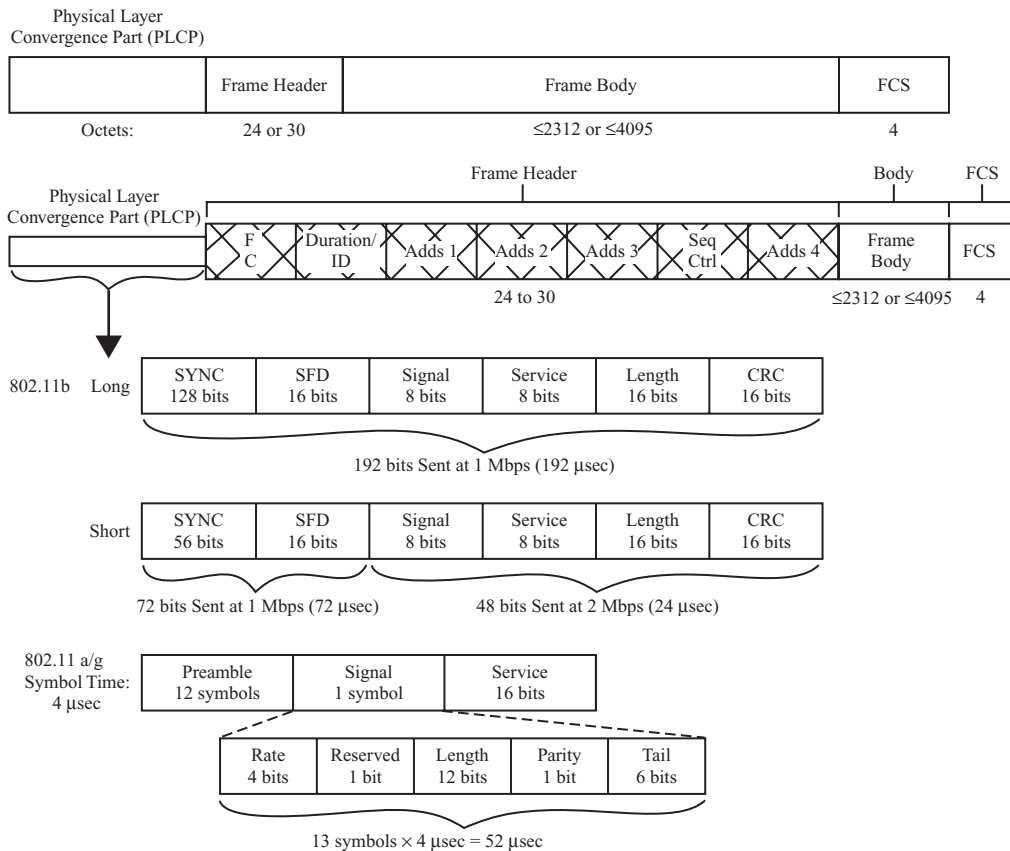 Physical Layer
Convergence Part (PLCP)
Frame Header
Frame Body
FCS
Octets:
24 or 30
≤2312 or ≤4095
4
Frame Header
Body
FCS
Physical Layer
Convergence Part (PLCP)
F
C
Duration/
ID
Adds 1
Adds 2
Adds 3
Seq
Ctrl
Adds 4
Frame
Body
FCS
24 to 30
≤2312 or ≤4095
4
802.11b
Long
SYNC
128 bits
SFD
16 bits
Signal
8 bits
Service
8 bits
Length
16 bits
CRC
16 bits
192 bits Sent at 1 Mbps (192 μsec)
Short
SYNC
56 bits
SFD
16 bits
Signal
8 bits
Service
8 bits
Length
16 bits
CRC
16 bits
72 bits Sent at 1 Mbps (72 μsec)
48 bits Sent at 2 Mbps (24 μsec)
802.11 a/g
Symbol Time:
4 μsec
Preamble
12 symbols
Signal
1 symbol
Service
16 bits
Rate
4 bits
Reserved
1 bit
Length
12 bits
Parity
1 bit
Tail
6 bits
13 symbols × 4 μsec = 52 μsec